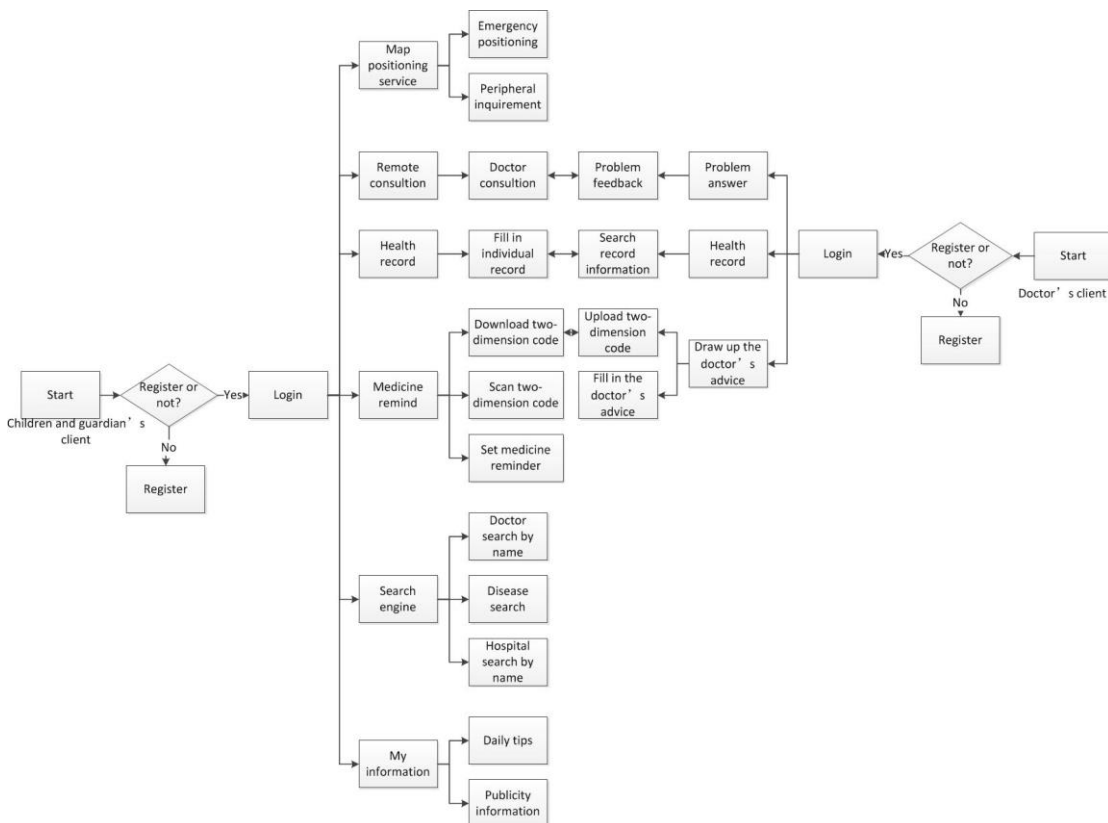 Emergency
positioning
Map
positioning
service
Peripheral
inquirement
Remote
consultion
Doctor
consultion
Problem
feedback
Problem
answer
Health
record
Fill in
individual
record
Search
record
information
Health
record
Login
Yes
Register or
not?
Start
Doctor’s client
No
Register
Download two-
dimension code
Upload two-
dimension
code
Draw up the
doctor’s
advice
Start
Children and guardian’s
client
Register or
not?
Yes
Login
Medicine
remind
Scan two-
dimension code
Fill in the
doctor’s
advice
No
Register
Set medicine
reminder
Doctor
search by
name
Search
engine
Disease
search
Hospital
search by
name
My
information
Daily tips
Publicity
information